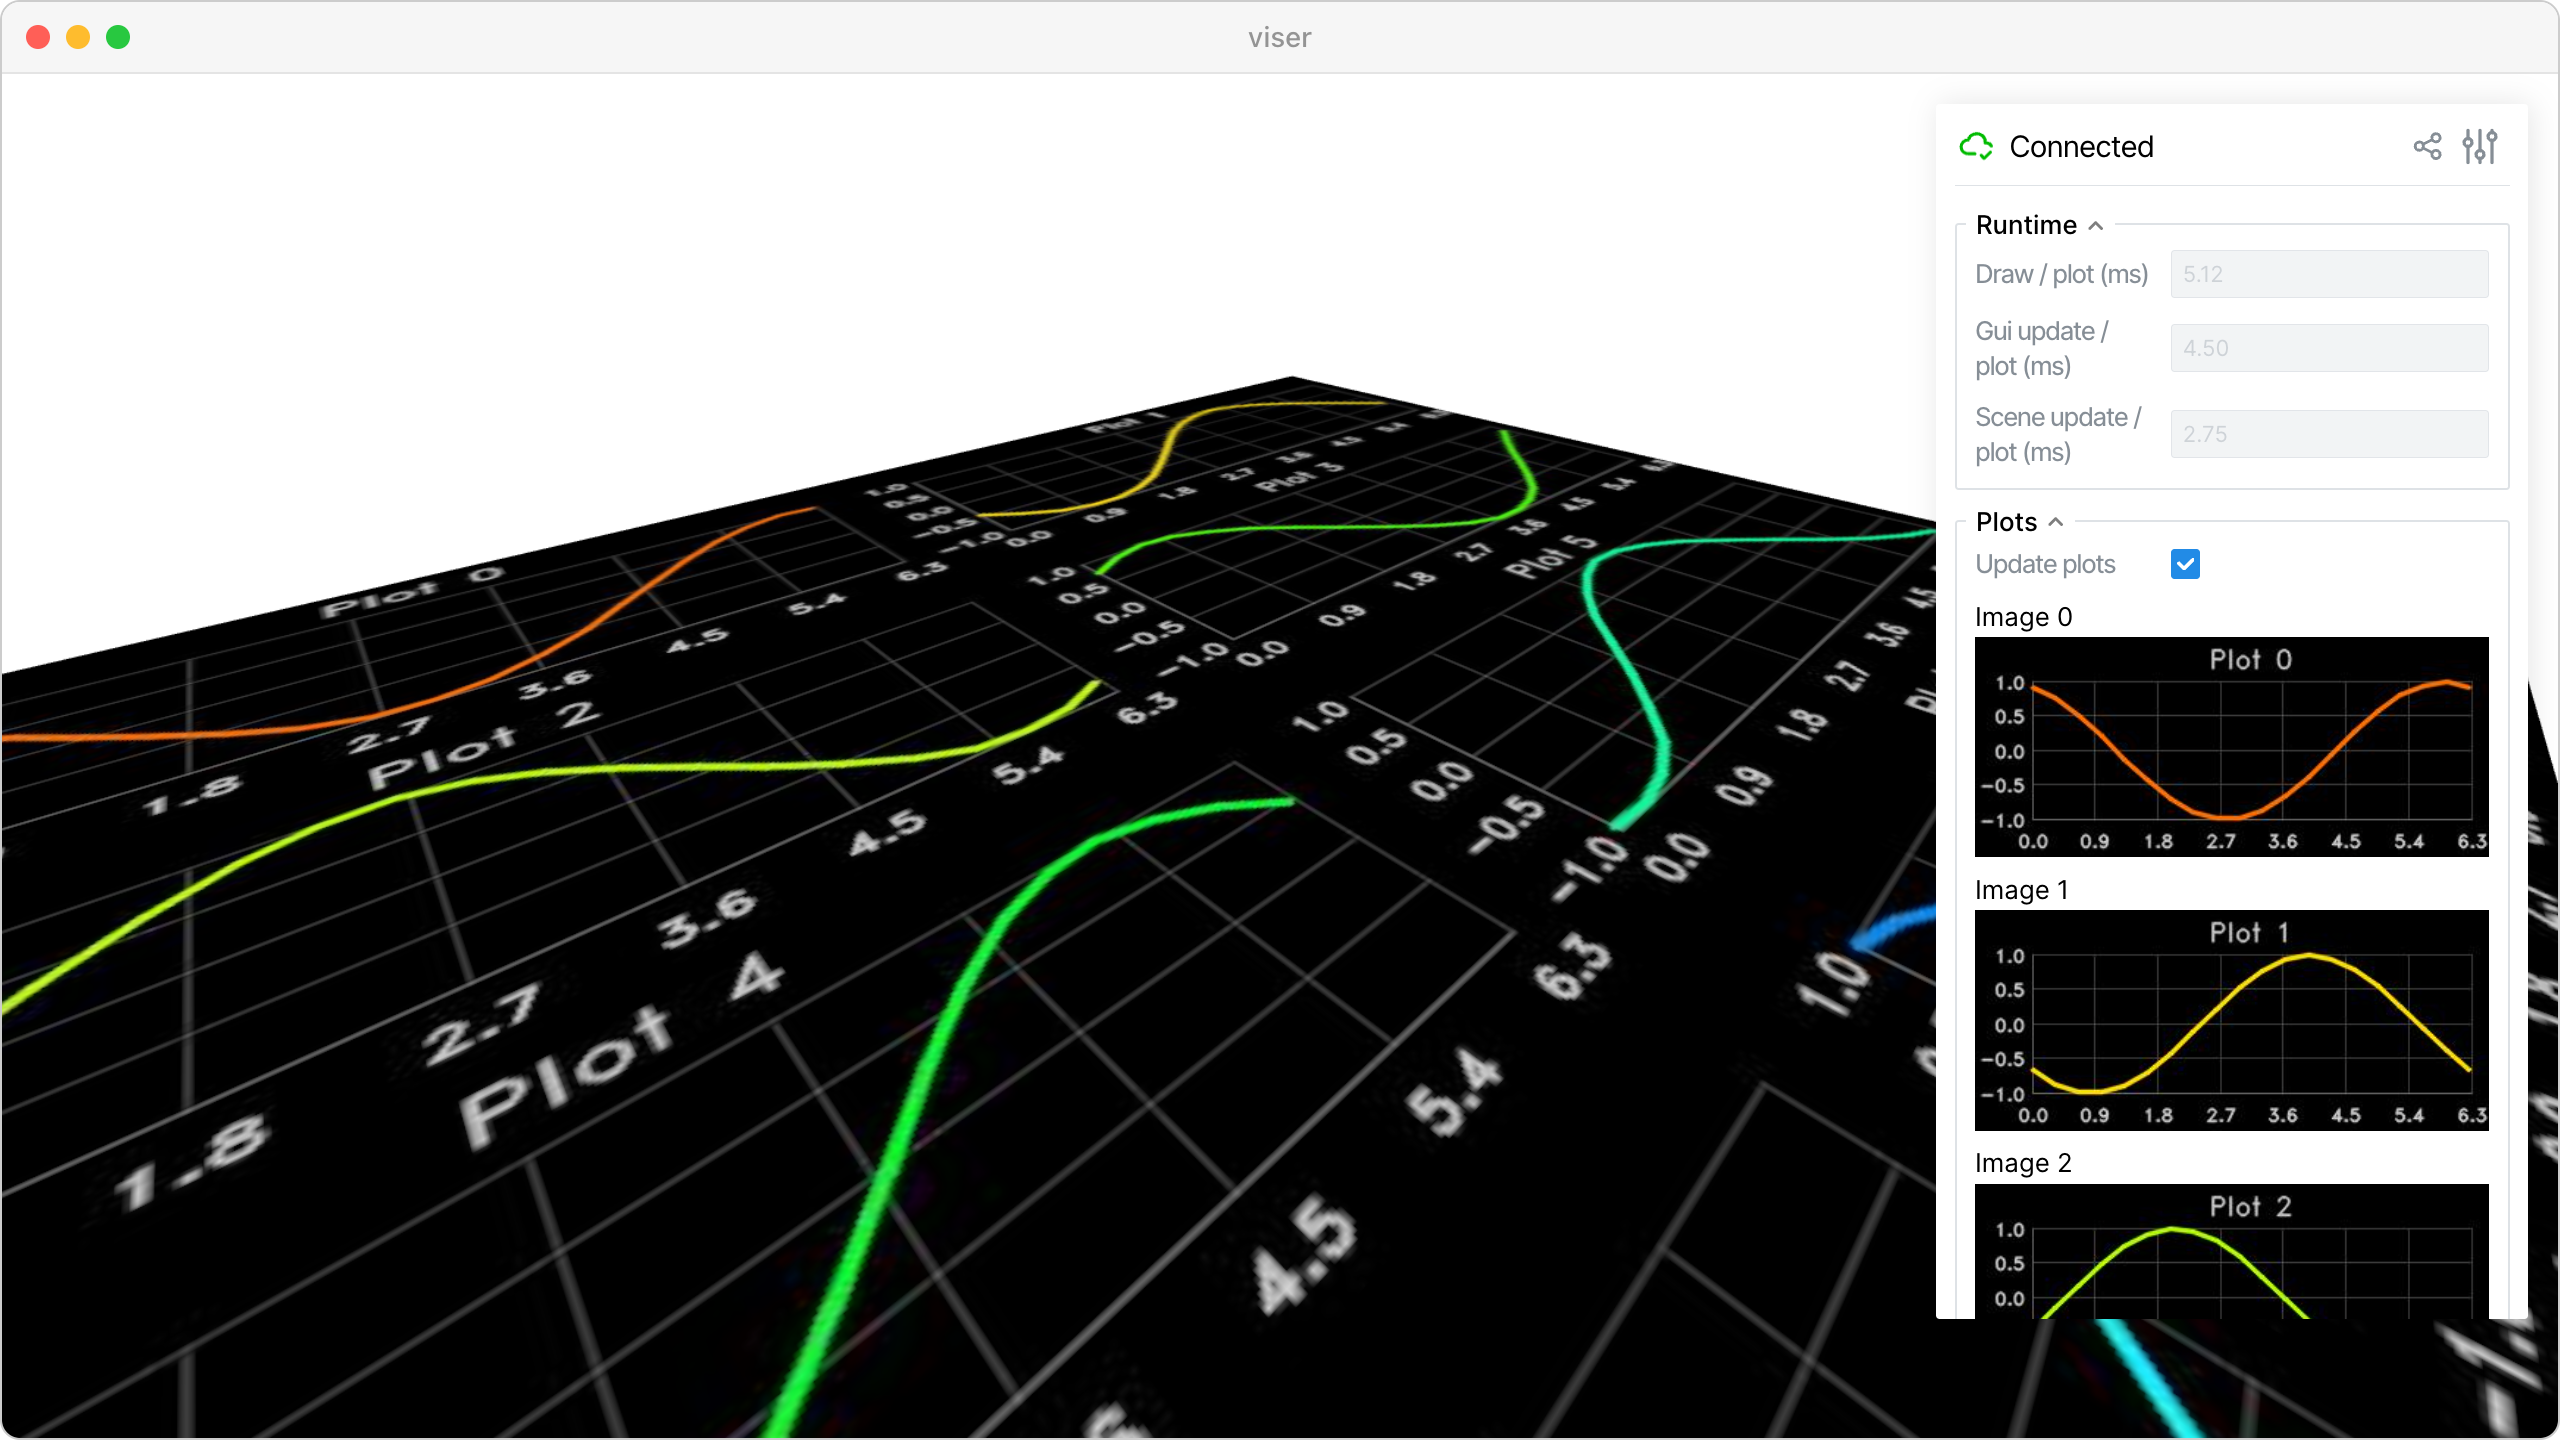 viser
Connected
Runtime
Draw / plot (ms)
5.12
Gui update /
plot (ms)
4.50
Scene update /
plot (ms)
2.75
Plots
Update plots
Image 0
Plot 0
1.0
0.5
0.0
−0.5
−1.0
0.0 0.9 1.8 2.7 3.6 4.5 5.4 6.3
Image 1
Plot 1
1.0
0.5
0.0
−0.5
−1.0
0.0 0.9 1.8 2.7 3.6 4.5 5.4 6.3
Image 2
Plot 2
1.0
0.5
0.0
Plot 0
1.8 2.7 3.6 4.5 5.4 6.3
Plot 1
1.0
0.5
0.0
−0.5
−1.0
0.0 0.9 1.8 2.7 3.6 4.5 5.4
Plot 2
1.8 2.7 3.6 4.5 5.4 6.3
Plot 3
1.0
0.5
0.0
−0.5
−1.0
0.0 0.9 1.8 2.7 3.6 4.5 5.4
Plot 4
4.5 5.4 6.3
Plot 5
1.0
0.5
0.0
−0.5
−1.0
0.0 0.9 1.8 2.7 3.6 4.5
1.0